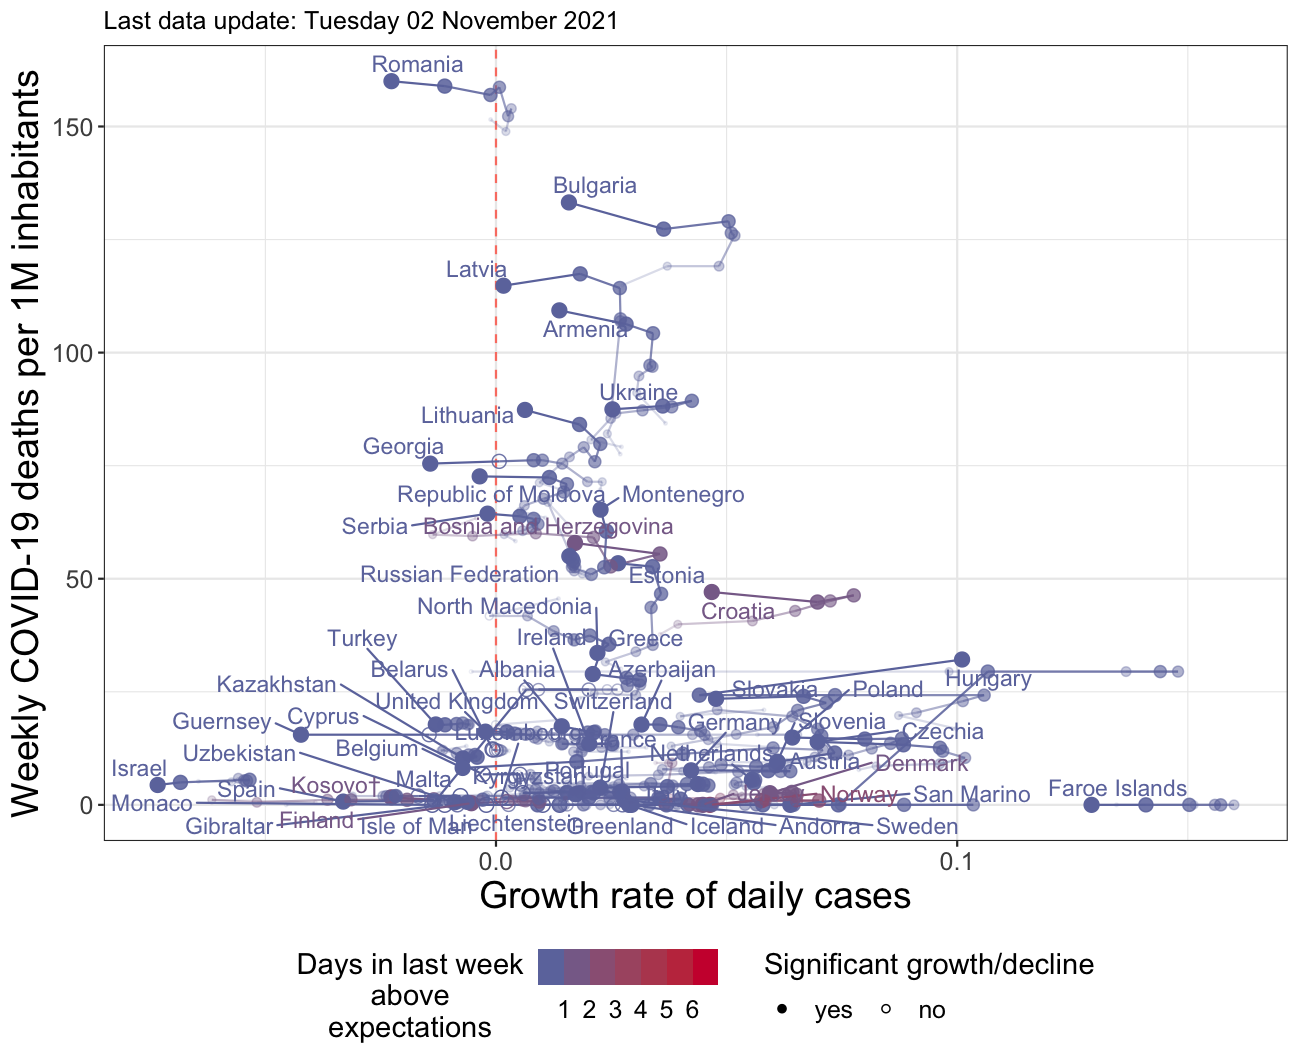 Last data update: Tuesday 02 November 2021
Weekly COVID-19 deaths per 1M inhabitants
150
100
50
0
Romania
Bulgaria
Latvia
Armenia
Ukraine
Lithuania
Georgia
Republic of Moldova
Montenegro
Serbia
Bosnia and Herzegovina
Russian Federation
Estonia
North Macedonia
Croatia
Turkey
Ireland
Greece
Belarus
Albania
Azerbaijan
Hungary
Kazakhstan
United Kingdom
Switzerland
Slovakia
Poland
Guernsey
Cyprus
Luxembourg
France
Germany
Slovenia
Czechia
Uzbekistan
Belgium
Netherlands
Austria
Denmark
Israel
Spain
Kosovo†
Malta
Kyrgyzstan
Portugal
Norway
San Marino
Faroe Islands
Monaco
Gibraltar
Finland
Isle of Man
Liechtenstein
Greenland
Iceland
Andorra
Sweden
0.0
0.1
Growth rate of daily cases
Days in last week
above
expectations
1 2 3 4 5 6
Significant growth/decline
yes
no